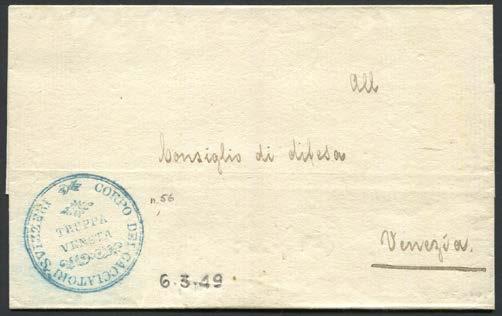 All
Consiglio di difesa
n. 56
CORPO DEI CACCIATORI SVIZZERI
TRUPPA
VENETA
Venezia.
6.3.49